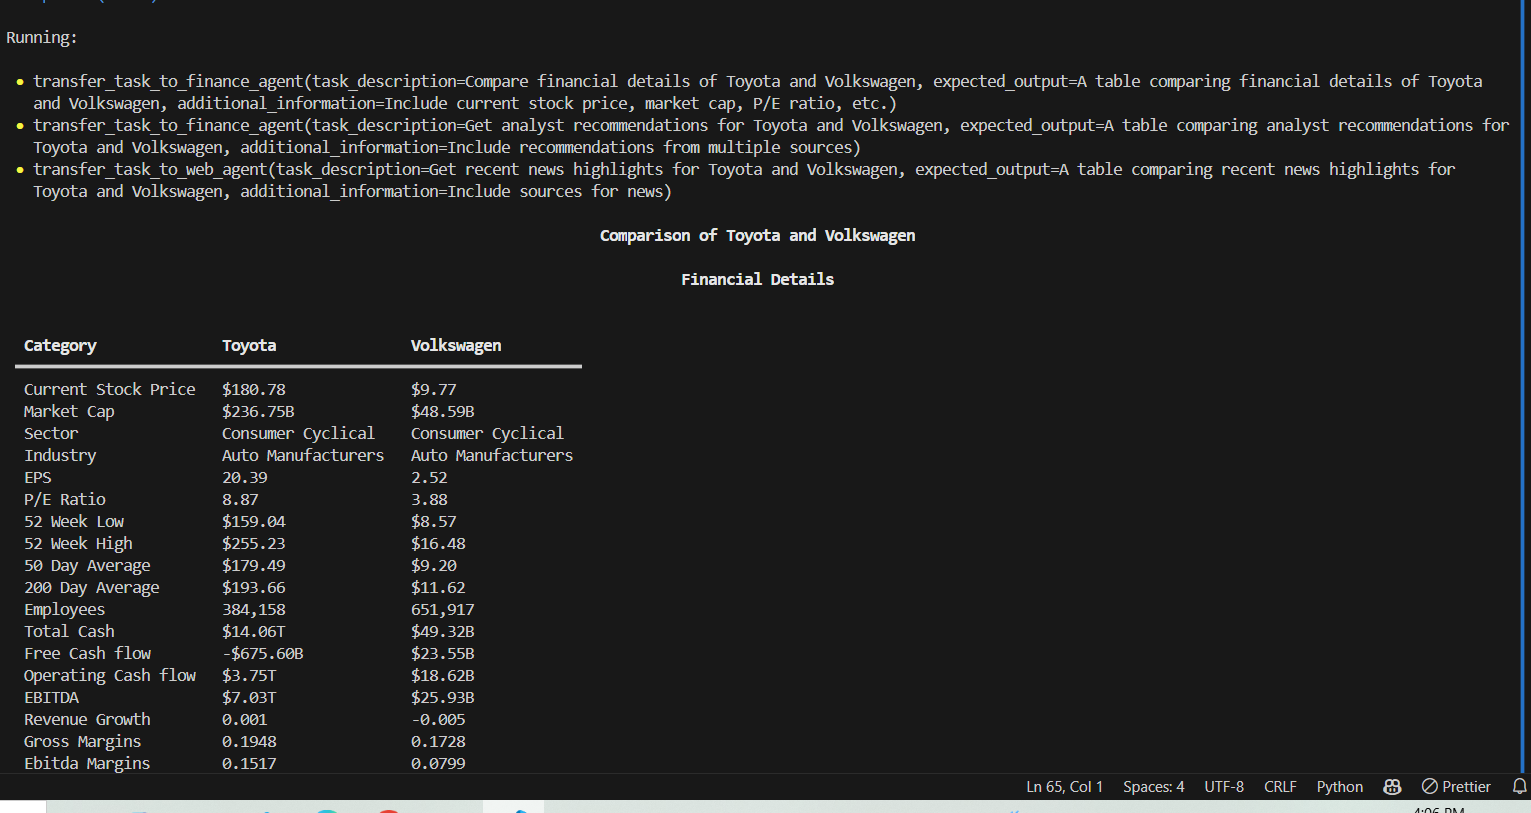 Running:
• transfer_task_to_finance_agent(task_description=Compare financial details of Toyota and Volkswagen, expected_output=A table comparing financial details of Toyota
and Volkswagen, additional_information=Include current stock price, market cap, P/E ratio, etc.)
• transfer_task_to_finance_agent(task_description=Get analyst recommendations for Toyota and Volkswagen, expected_output=A table comparing analyst recommendations for
Toyota and Volkswagen, additional_information=Include recommendations from multiple sources)
• transfer_task_to_web_agent(task_description=Get recent news highlights for Toyota and Volkswagen, expected_output=A table comparing recent news highlights for
Toyota and Volkswagen, additional_information=Include sources for news)
Comparison of Toyota and Volkswagen
Financial Details
Category Toyota Volkswagen
Current Stock Price $180.78 $9.77
Market Cap $236.75B $48.59B
Sector Consumer Cyclical Consumer Cyclical
Industry Auto Manufacturers Auto Manufacturers
EPS 20.39 2.52
P/E Ratio 8.87 3.88
52 Week Low $159.04 $8.57
52 Week High $255.23 $16.48
50 Day Average $179.49 $9.20
200 Day Average $193.66 $11.62
Employees 384,158 651,917
Total Cash $14.06T $49.32B
Free Cash flow -$675.60B $23.55B
Operating Cash flow $3.75T $18.62B
EBITDA $7.03T $25.93B
Revenue Growth 0.001 -0.005
Gross Margins 0.1948 0.1728
Ebitda Margins 0.1517 0.0799
Ln 65, Col 1 Spaces: 4 UTF-8 CRLF Python Prettier
4:06 PM